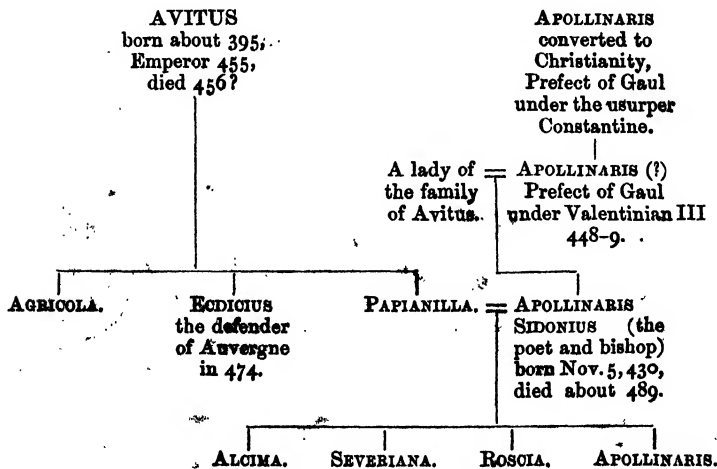 AVITUS
born about 395,
Emperor 455,
died 456?
APOLLINARIS
converted to
Christianity,
Prefect of Gaul
under the usurper
Constantine.
A lady of
the family
of Avitus.
=
APOLLINARIS (?)
Prefect of Gaul
under Valentinian III
448-9.
AGRICOLA.
ECDICIUS
the defender
of Auvergne
in 474.
PAPIANILLA.
=
APOLLINARIS
SIDONIUS (the
poet and bishop)
born Nov. 5, 430,
died about 489.
ALCIMA. SEVERIANA. ROSCIA. APOLLINARIS.